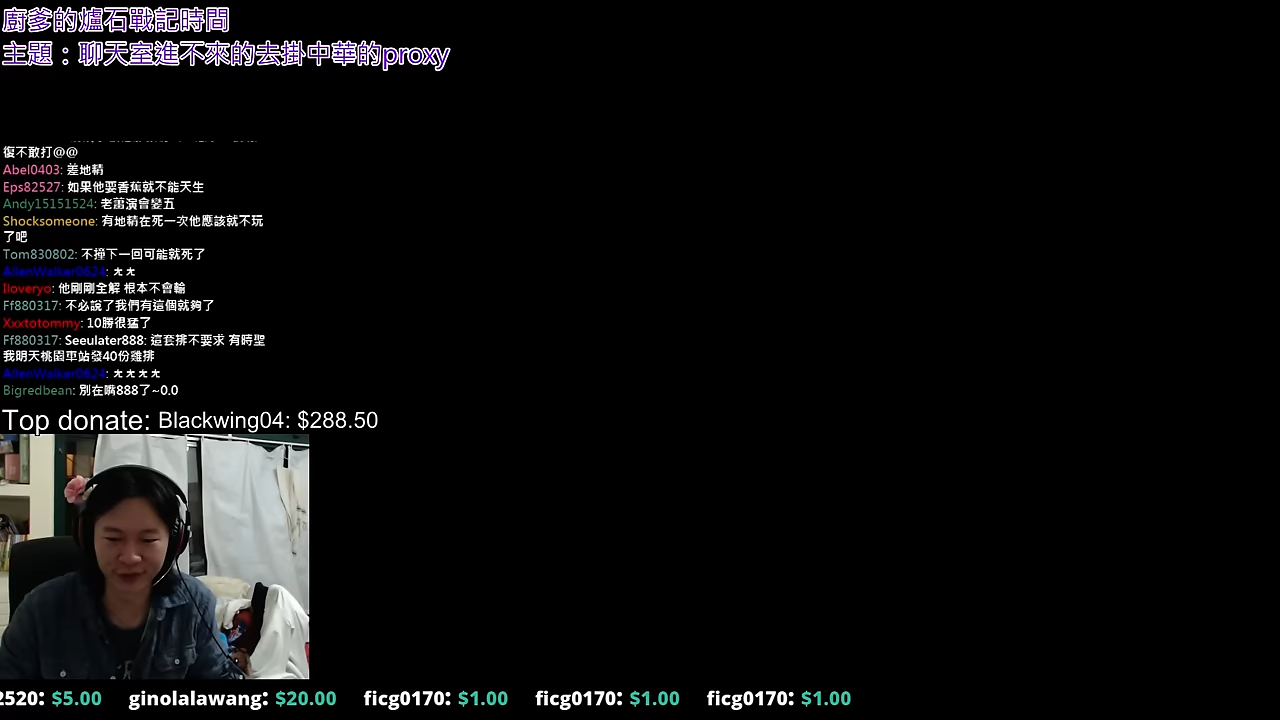 廚爹的爐石戰記時間
主題：聊天室進不來的去掛中華的proxy
復不敢打@@
Abel0403: 差地精
Eps82527: 如果他耍香蕉就不能天生
Andy15151524: 老蕭演會變五
Shocksomeone: 有地精在死一次他應該就不玩
了吧
Tom830802: 不撞下一回可能就死了
AllenWalker0624: ㄤㄤ
Iloveryo: 他剛剛全解 根本不會輸
Ff880317: 不必說了我們有這個就夠了
Xxxtotommy: 10勝很猛了
Ff880317: Seeulater888: 這套排不要求 有時聖
我明天桃園車站發40份雞排
AllenWalker0624: ㄤㄤㄤㄤ
Bigredbean: 別在嘴888了~0.0
Top donate: Blackwing04: $288.50
2520: $5.00 ginolalawang: $20.00 ficg0170: $1.00 ficg0170: $1.00 ficg0170: $1.00